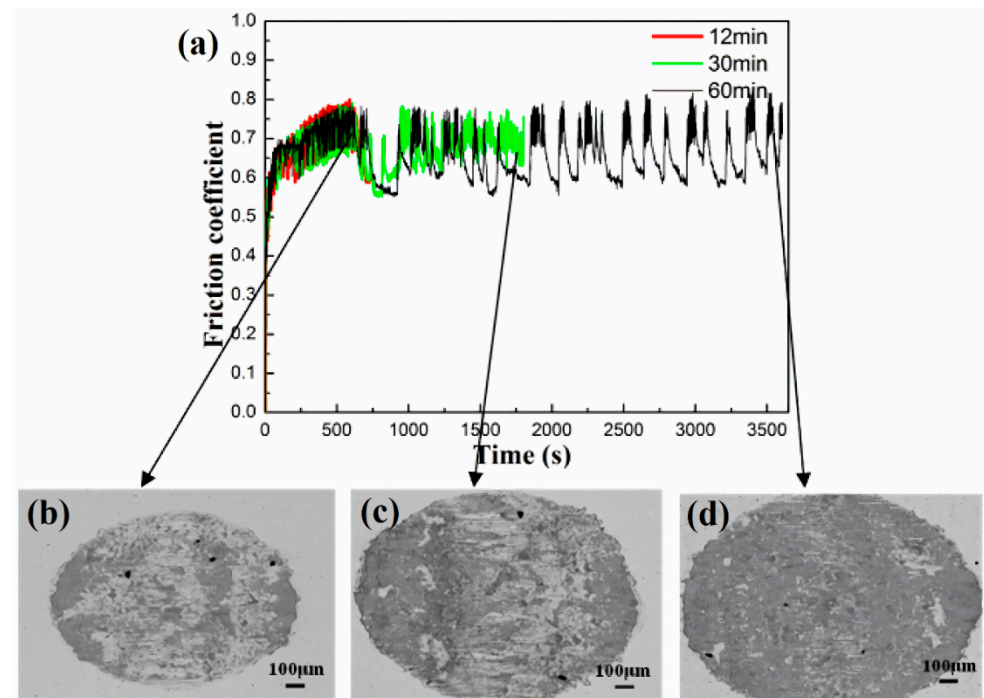 (a)
12min
30min
60min
1.0
0.9
0.8
0.7
0.6
0.5
0.4
0.3
0.2
0.1
0.0
Friction coefficient
0 500 1000 1500 2000 2500 3000 3500
Time (s)
(b) (c) (d)
100μm 100μm 100μm